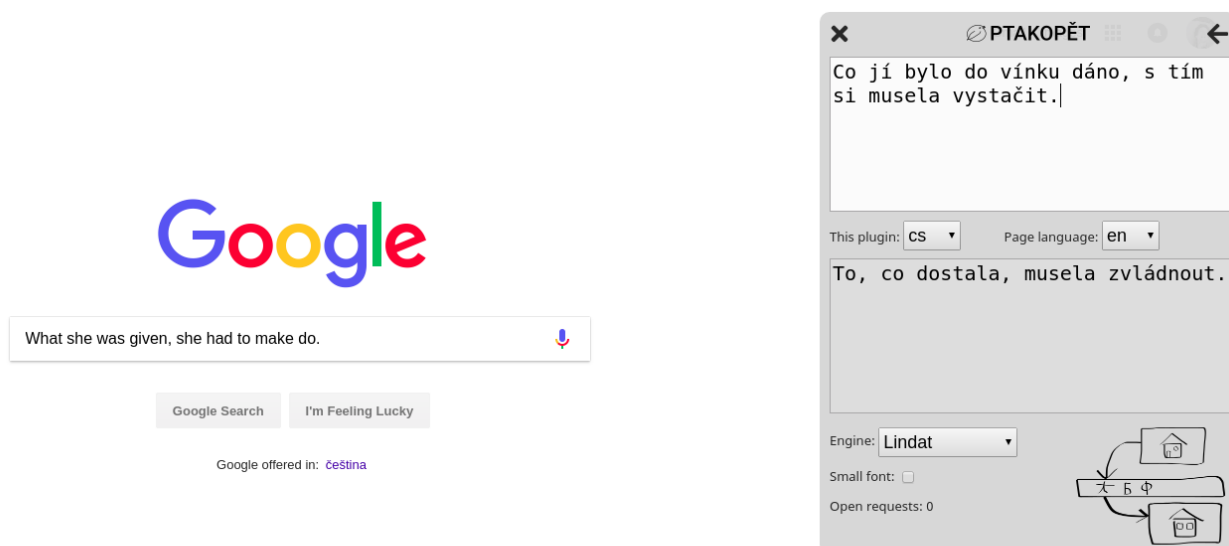 Google
What she was given, she had to make do.
Google Search
I'm Feeling Lucky
Google offered in: čeština
PTAKOPĚT
Co jí bylo do vínku dáno, s tím
si musela vystačit.
This plugin: cs
Page language: en
To, co dostala, musela zvládnout.
Engine: Lindat
Small font:
Open requests: 0
大 Б Ф